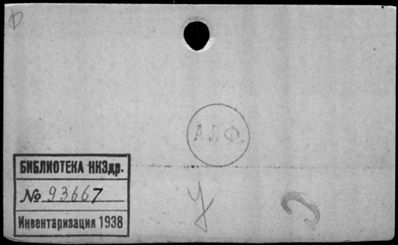 Ф
А.Л.Ф.
БИБЛИОТЕКА НКЗдр.
№ 93667
Инвентаризация 1938
У